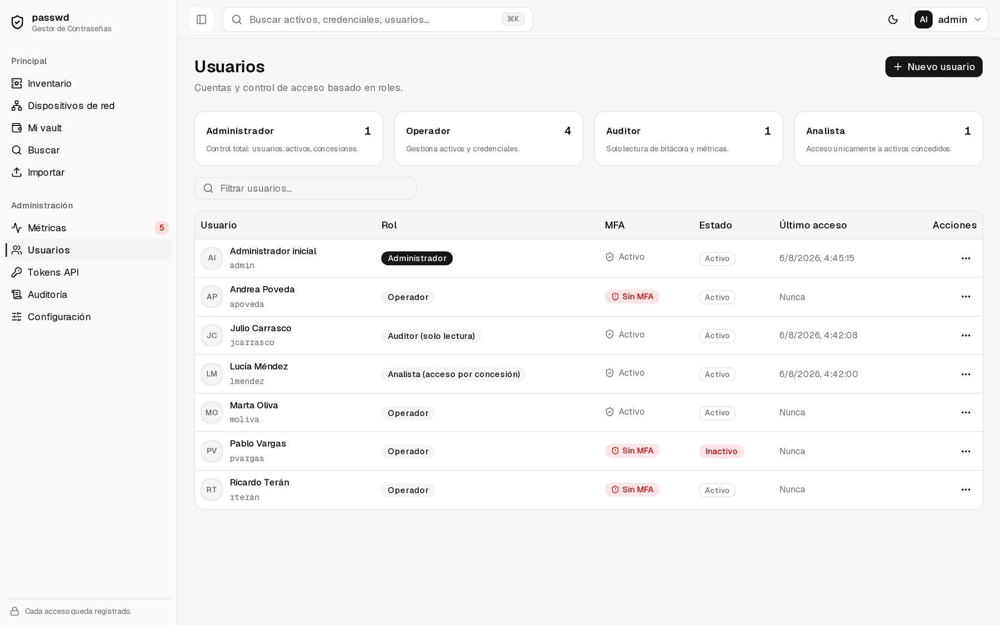 passwd
Gestor de Contraseñas
Principal
Inventario
Dispositivos de red
Mi vault
Buscar
Importar
Administración
Métricas 5
Usuarios
Tokens API
Auditoría
Configuración
Cada acceso queda registrado.
Buscar activos, credenciales, usuarios... ⌘K
AI admin
Usuarios
Cuentas y control de acceso basado en roles.
+ Nuevo usuario
Administrador 1
Control total: usuarios, activos, concesiones.
Operador 4
Gestiona activos y credenciales.
Auditor 1
Solo lectura de bitácora y métricas.
Analista 1
Acceso únicamente a activos concedidos.
Filtrar usuarios...
Usuario Rol MFA Estado Último acceso Acciones
AI Administrador inicial
admin
Administrador Activo Activo 6/8/2026, 4:45:15
AP Andrea Poveda
apoveda
Operador Sin MFA Activo Nunca
JC Julio Carrasco
jcarrasco
Auditor (solo lectura) Activo Activo 6/8/2026, 4:42:08
LM Lucía Méndez
lmendez
Analista (acceso por concesión) Activo Activo 6/8/2026, 4:42:00
MO Marta Oliva
moliva
Operador Activo Activo Nunca
PV Pablo Vargas
pvargas
Operador Sin MFA Inactivo Nunca
RT Ricardo Terán
rterán
Operador Sin MFA Activo Nunca